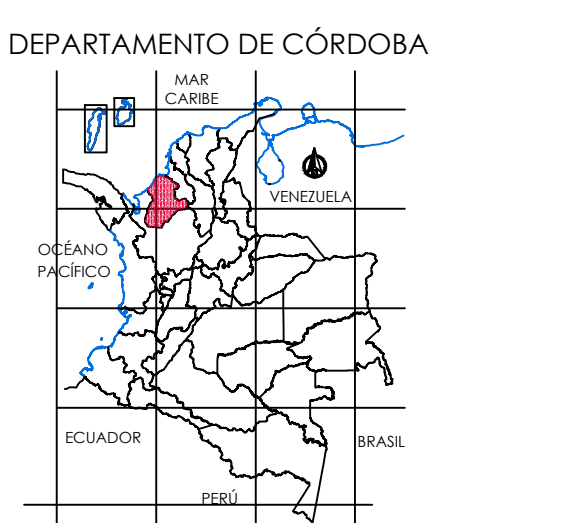 DEPARTAMENTO DE CÓRDOBA
MAR
CARIBE
VENEZUELA
OCÉANO
PACÍFICO
ECUADOR
BRASIL
PERÚ